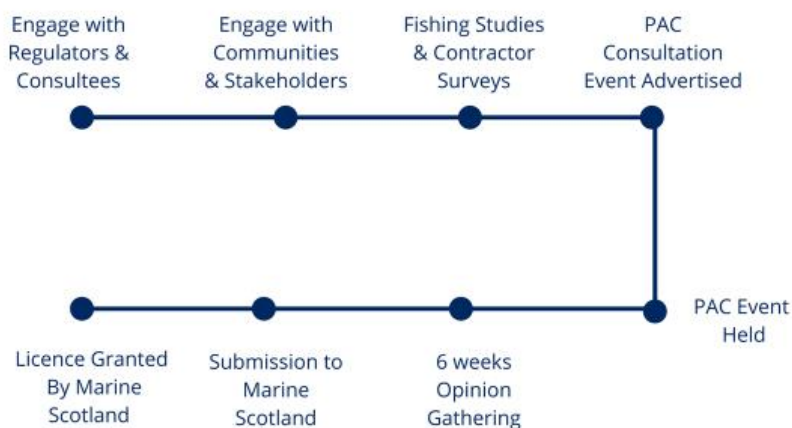 Engage with
Regulators &
Consultees
Engage with
Communities
& Stakeholders
Fishing Studies
& Contractor
Surveys
PAC
Consultation
Event Advertised
PAC Event
Held
6 weeks
Opinion
Gathering
Submission to
Marine
Scotland
Licence Granted
By Marine
Scotland